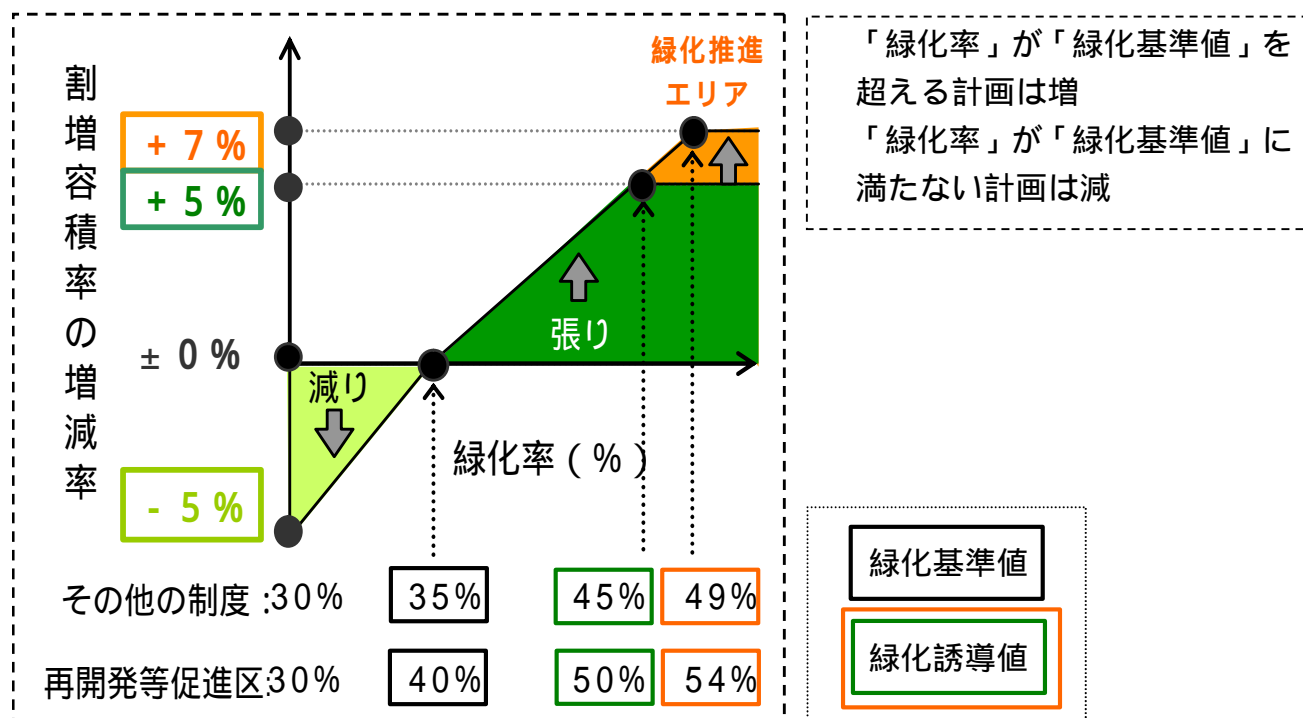 割増容積率の増減率
緑化推進
エリア
+ 7 %
+ 5 %
± 0 %
- 5 %
張り
減り
緑化率(%)
その他の制度:30% 35% 45% 49%
再開発等促進区:30% 40% 50% 54%
「緑化率」が「緑化基準値」を
超える計画は増
「緑化率」が「緑化基準値」に
満たない計画は減
緑化基準値
緑化誘導値